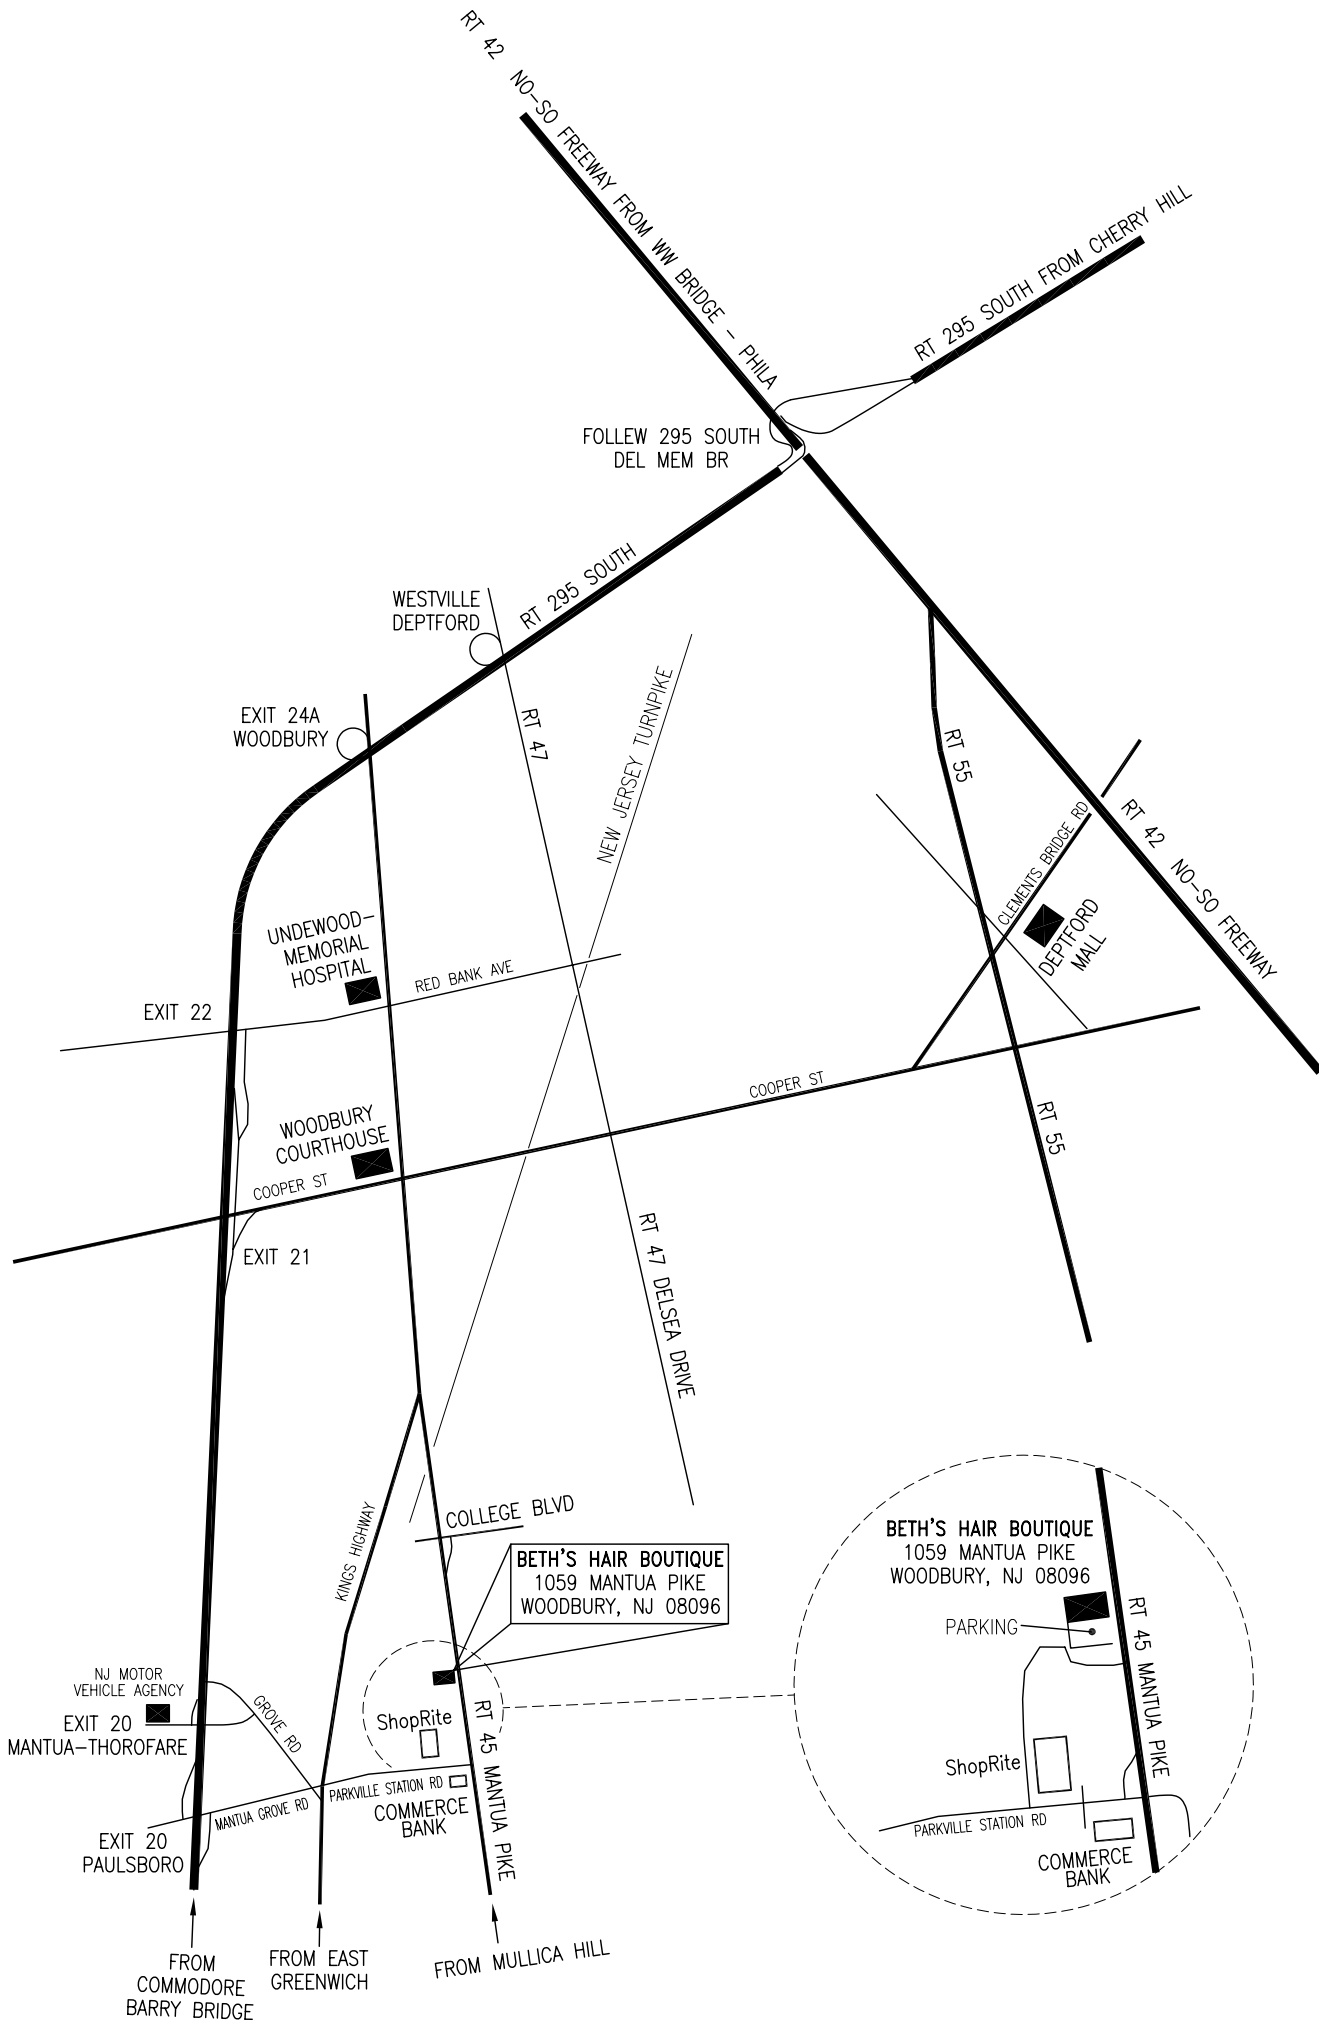 RT 42 NO-SO FREEWAY FROM WW BRIDGE - PHILA
RT 295 SOUTH FROM CHERRY HILL
FOLLEW 295 SOUTH
DEL MEM BR
RT 295 SOUTH
WESTVILLE
DEPTFORD
EXIT 24A
WOODBURY
RT 47
NEW JERSEY TURNPIKE
RT 55
CLEMENTS BRIDGE RD
RT 42 NO-SO FREEWAY
DEPTFORD
MALL
UNDEWOOD-
MEMORIAL
HOSPITAL
RED BANK AVE
EXIT 22
COOPER ST
WOODBURY
COURTHOUSE
COOPER ST
RT 55
EXIT 21
RT 47 DELSEA DRIVE
KINGS HIGHWAY
COLLEGE BLVD
BETH'S HAIR BOUTIQUE
1059 MANTUA PIKE
WOODBURY, NJ 08096
BETH'S HAIR BOUTIQUE
1059 MANTUA PIKE
WOODBURY, NJ 08096
PARKING
RT 45 MANTUA PIKE
ShopRite
PARKVILLE STATION RD
COMMERCE
BANK
NJ MOTOR
VEHICLE AGENCY
EXIT 20
MANTUA-THOROFARE
GROVE RD
ShopRite
RT 45 MANTUA PIKE
MANTUA GROVE RD
PARKVILLE STATION RD
COMMERCE
BANK
EXIT 20
PAULSBORO
FROM
COMMODORE
BARRY BRIDGE
FROM EAST
GREENWICH
FROM MULLICA HILL